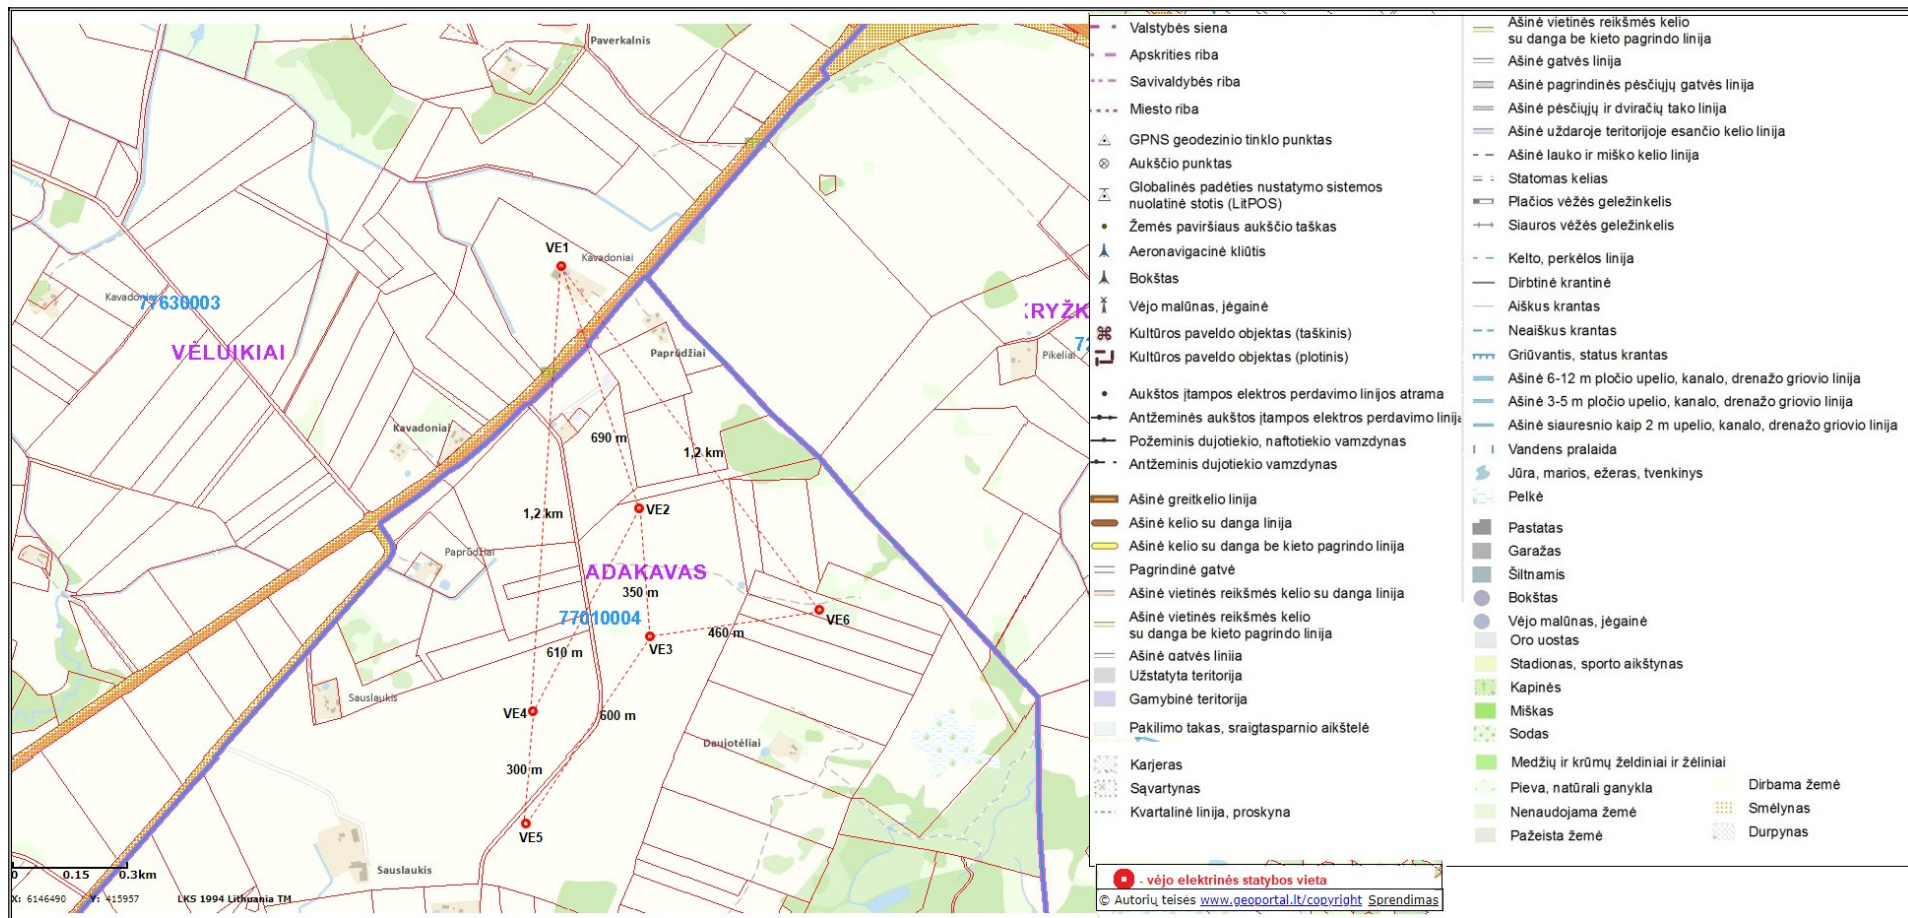 Paverkalnis
VE1
Kavadoniai
Kavadoniai
77630003
VĖLUIKIAI
Paprūdžiai
Pikeliai
Kavadoniai
690 m
1,2 km
1,2 km
VE2
Paprūdžiai
ADAKAVAS
350 m
77010004
VE6
460 m
VE3
610 m
Sauslaukis
VE4
600 m
Daujotėliai
300 m
VE5
Sauslaukis
0 0.15 0.3km
X: 6146490 Y: 415957 LKS 1994 Lithuania TM
Valstybės siena
Apskrities riba
Savivaldybės riba
Miesto riba
GPNS geodezinio tinklo punktas
Aukščio punktas
Globalinės padėties nustatymo sistemos
nuolatinė stotis (LitPOS)
Žemės paviršiaus aukščio taškas
Aeronavigacinė kliūtis
Bokštas
Vėjo malūnas, jėgainė
Kultūros paveldo objektas (taškinis)
Kultūros paveldo objektas (plotinis)
Aukštos įtampos elektros perdavimo linijos atrama
Antžeminės aukštos įtampos elektros perdavimo linija
Požeminis dujotiekio, naftotiekio vamzdynas
Antžeminis dujotiekio vamzdynas
Ašinė greitkelio linija
Ašinė kelio su danga linija
Ašinė kelio su danga be kieto pagrindo linija
Pagrindinė gatvė
Ašinė vietinės reikšmės kelio su danga linija
Ašinė vietinės reikšmės kelio
su danga be kieto pagrindo linija
Ašinė gatvės linija
Užstatyta teritorija
Gamybinė teritorija
Pakilimo takas, sraigtasparnio aikštelė
Karjeras
Sąvartynas
Kvartalinė linija, proskyna
Ašinė vietinės reikšmės kelio
su danga be kieto pagrindo linija
Ašinė gatvės linija
Ašinė pagrindinės pėsčiųjų gatvės linija
Ašinė pėsčiųjų ir dviračių tako linija
Ašinė uždaroje teritorijoje esančio kelio linija
Ašinė lauko ir miško kelio linija
Statomas kelias
Plačios vėžės geležinkelis
Siauros vėžės geležinkelis
Kelto, perkėlos linija
Dirbtinė krantinė
Aiškus krantas
Neaiškus krantas
Griūvantis, status krantas
Ašinė 6-12 m pločio upelio, kanalo, drenažo griovio linija
Ašinė 3-5 m pločio upelio, kanalo, drenažo griovio linija
Ašinė siauresnio kaip 2 m upelio, kanalo, drenažo griovio linija
Vandens pralaida
Jūra, marios, ežeras, tvenkinys
Pelkė
Pastatas
Garažas
Šiltnamis
Bokštas
Vėjo malūnas, jėgainė
Oro uostas
Stadionas, sporto aikštynas
Kapinės
Miškas
Sodas
Medžių ir krūmų želdiniai ir žėliniai
Pieva, natūrali ganykla
Nenaudojama žemė
Pažeista žemė
Dirbama žemė
Smėlynas
Durpynas
- vėjo elektrinės statybos vieta
© Autorių teisės www.geoportal.lt/copyright Sprendimas